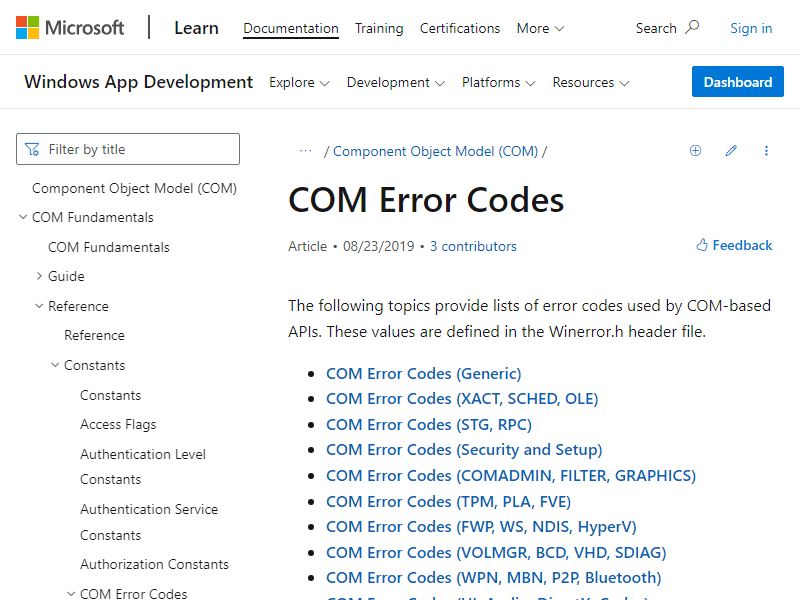 Microsoft Learn Documentation Training Certifications More Search Sign in
Windows App Development Explore Development Platforms Resources Dashboard
Filter by title
Component Object Model (COM)
COM Fundamentals
COM Fundamentals
Guide
Reference
Reference
Constants
Constants
Access Flags
Authentication Level
Constants
Authentication Service
Constants
Authorization Constants
COM Error Codes
... / Component Object Model (COM) /
COM Error Codes
Article • 08/23/2019 • 3 contributors
Feedback
The following topics provide lists of error codes used by COM-based
APIs. These values are defined in the Winerror.h header file.
• COM Error Codes (Generic)
• COM Error Codes (XACT, SCHED, OLE)
• COM Error Codes (STG, RPC)
• COM Error Codes (Security and Setup)
• COM Error Codes (COMADMIN, FILTER, GRAPHICS)
• COM Error Codes (TPM, PLA, FVE)
• COM Error Codes (FWP, WS, NDIS, HyperV)
• COM Error Codes (VOLMGR, BCD, VHD, SDIAG)
• COM Error Codes (WPN, MBN, P2P, Bluetooth)